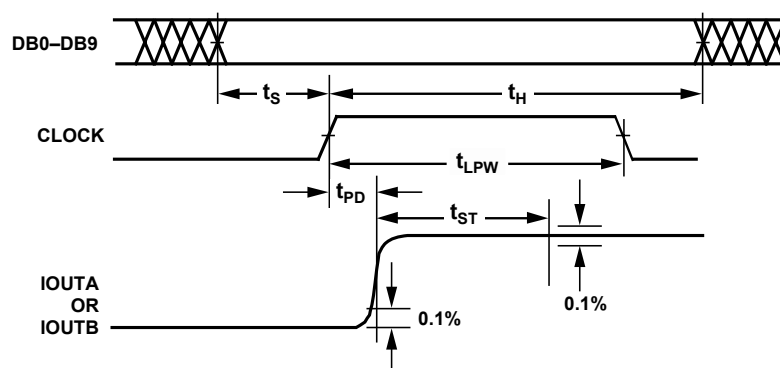 DB0–DB9
tS
tH
CLOCK
tLPW
tPD
tST
IOUTA
OR
IOUTB
0.1%
0.1%